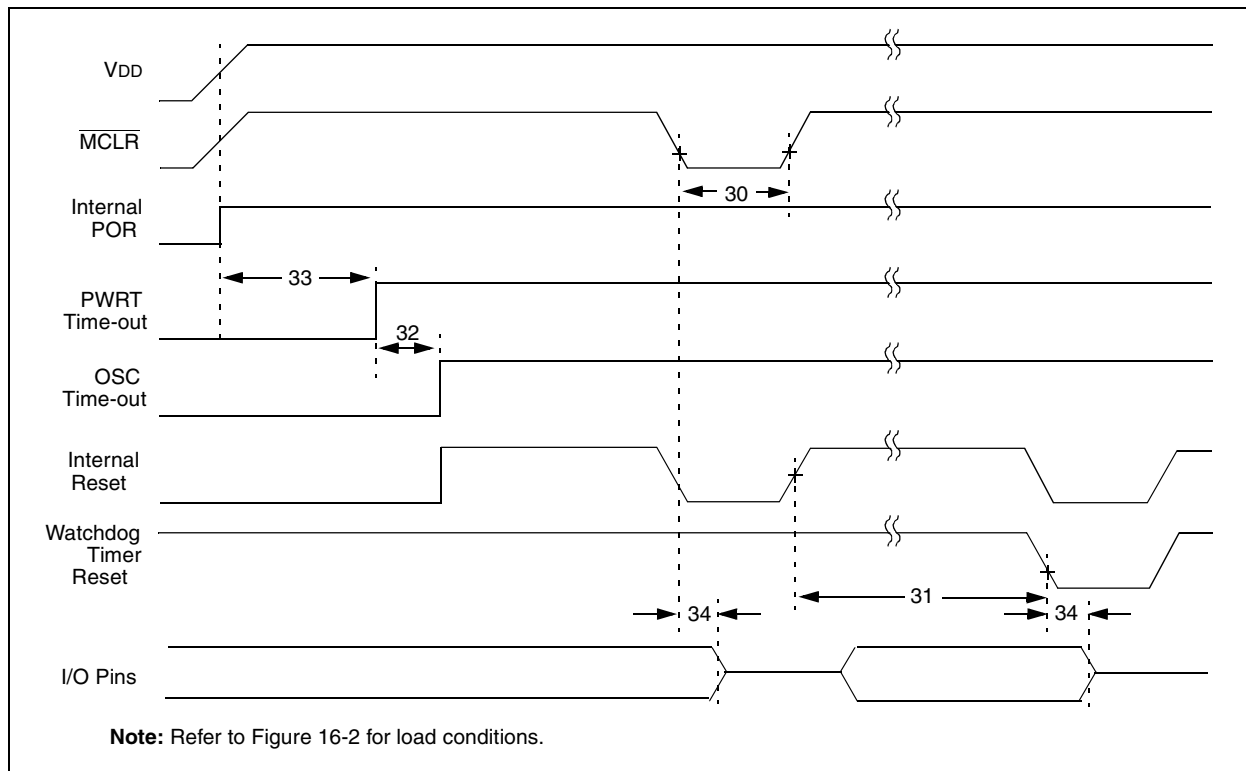 VDD
MCLR
30
Internal
POR
33
PWRT
Time-out
32
OSC
Time-out
Internal
Reset
Watchdog
Timer
Reset
31
34
34
I/O Pins
Note: Refer to Figure 16-2 for load conditions.